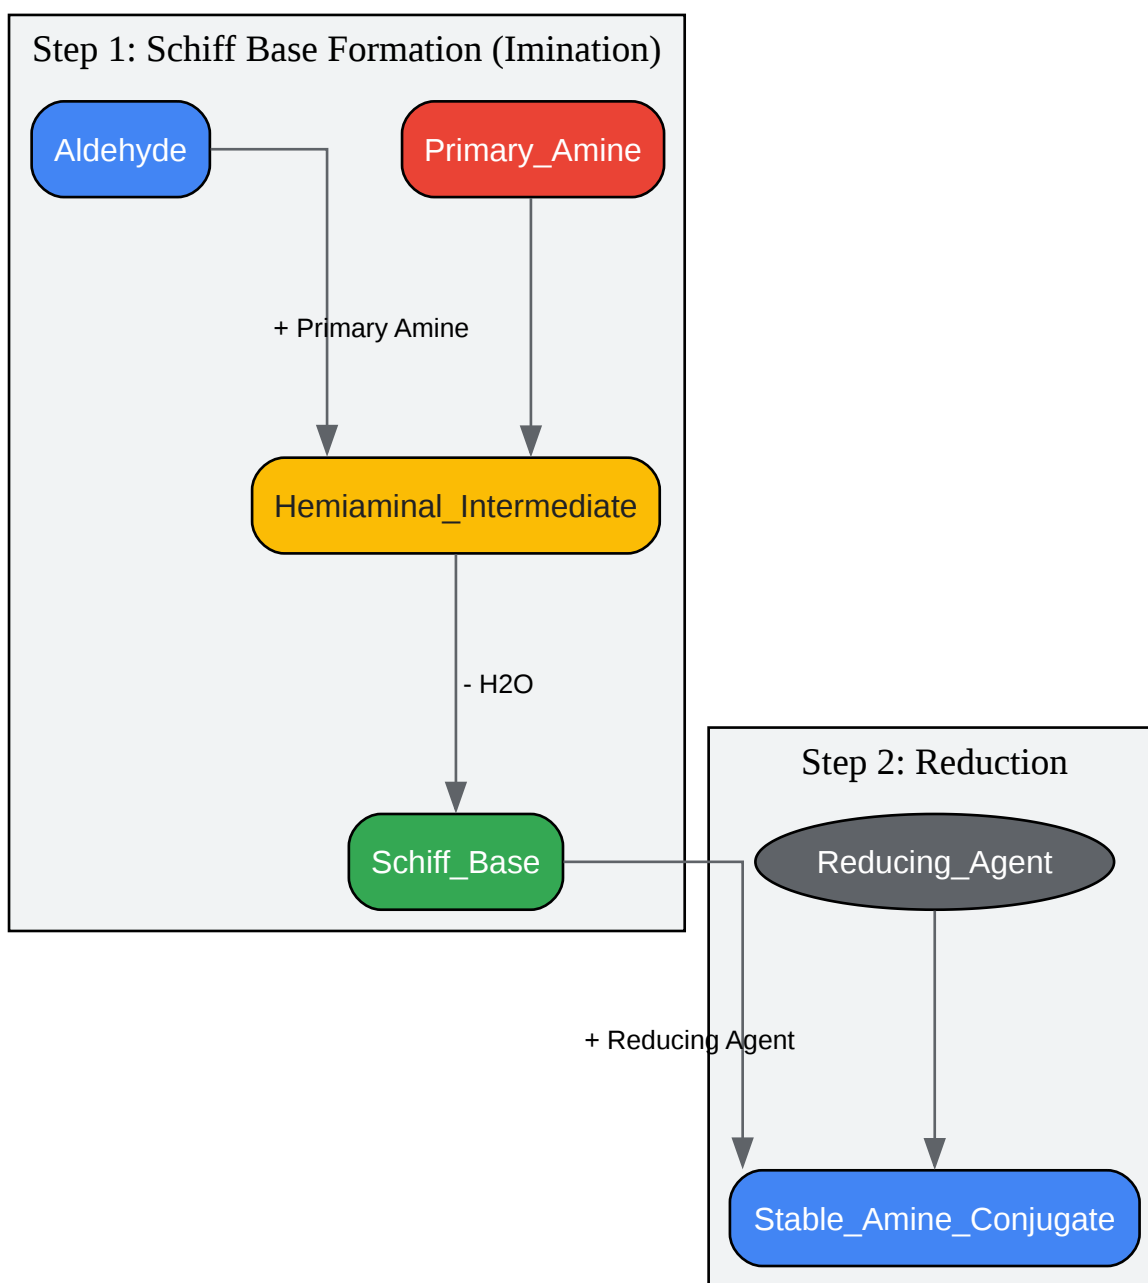 Step 1: Schiff Base Formation (Imination)
Aldehyde
Primary_Amine
+ Primary Amine
Hemiaminal_Intermediate
- H2O
Step 2: Reduction
Schiff_Base
Reducing_Agent
+ Reducing Agent
Stable_Amine_Conjugate